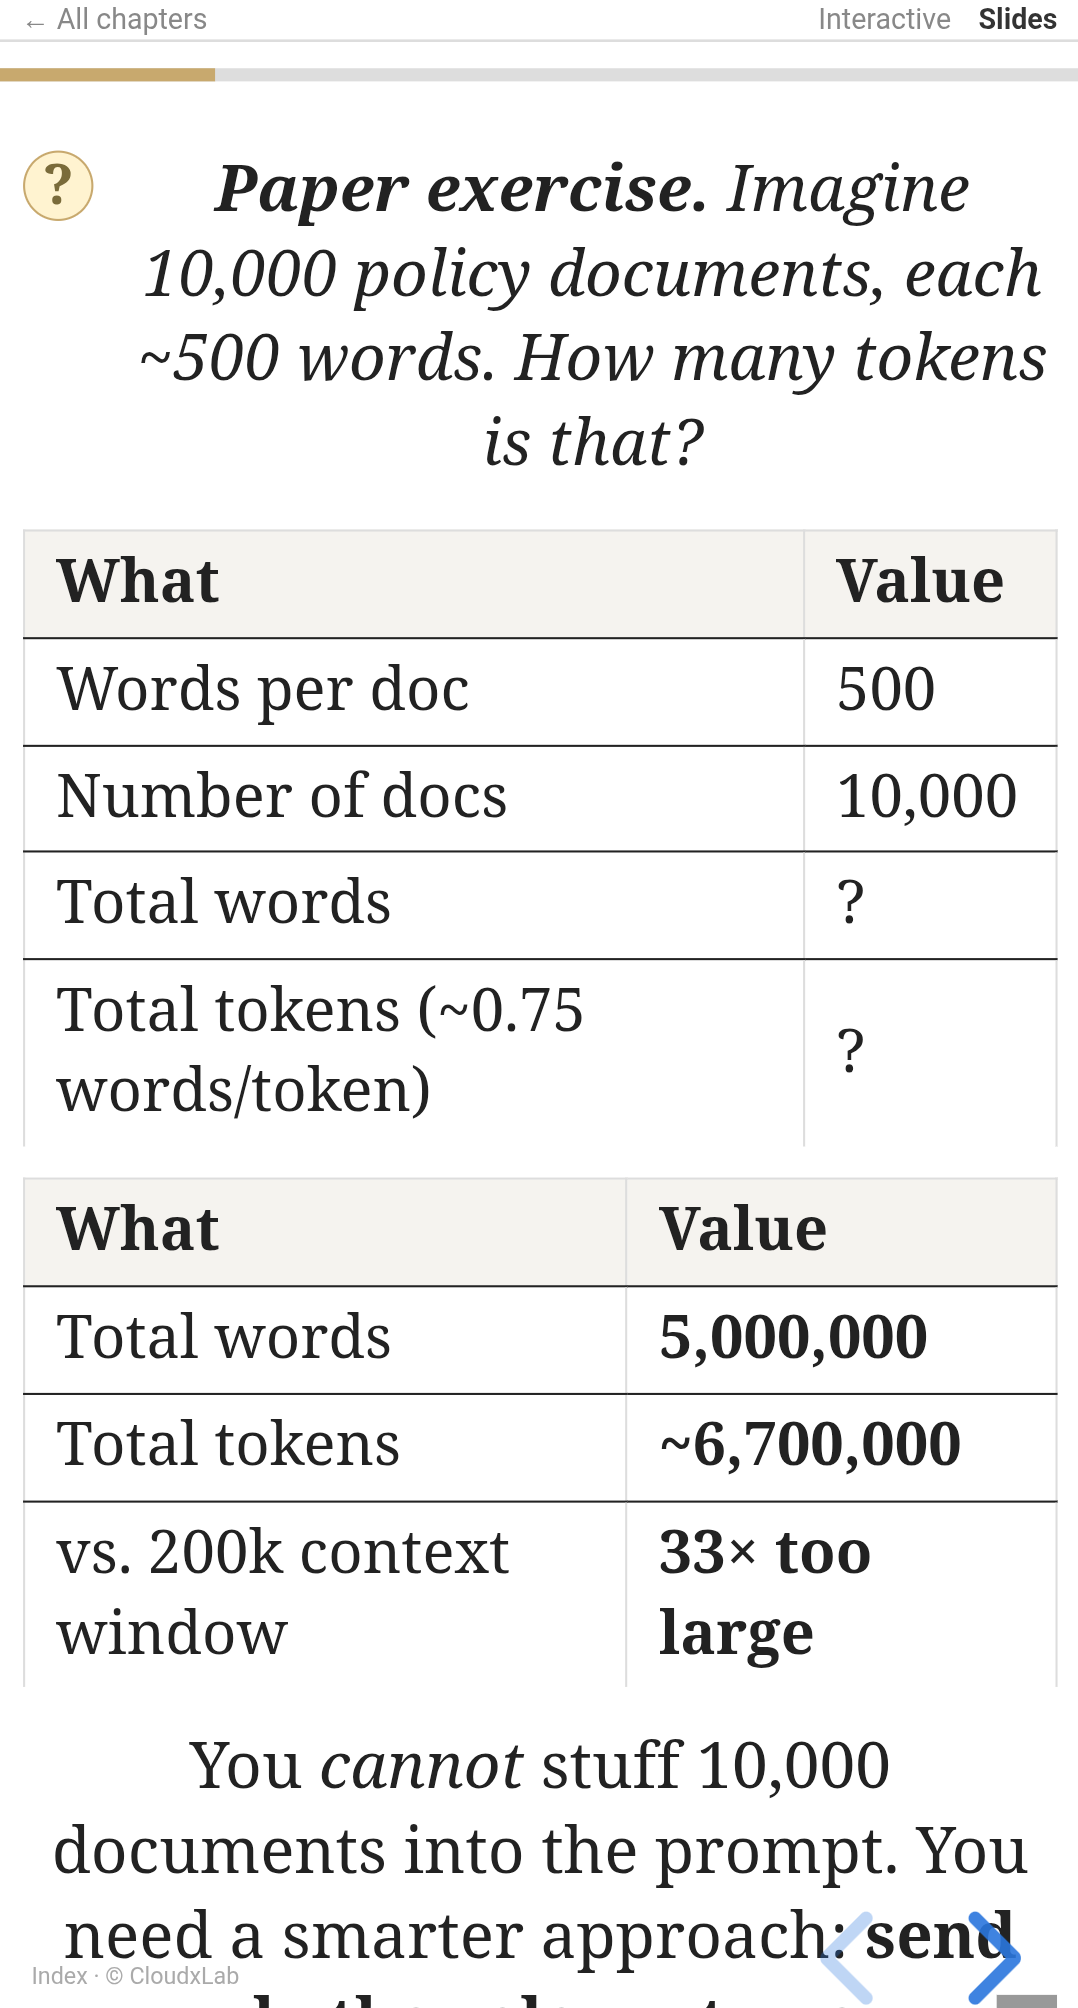 ← All chapters Interactive Slides
?
Paper exercise. Imagine
10,000 policy documents, each
~500 words. How many tokens
is that?
What Value
Words per doc 500
Number of docs 10,000
Total words ?
Total tokens (~0.75
words/token) ?
What Value
Total words 5,000,000
Total tokens ~6,700,000
vs. 200k context 33× too
window large
You cannot stuff 10,000
documents into the prompt. You
need a smarter approach: send
Index · © CloudxLab